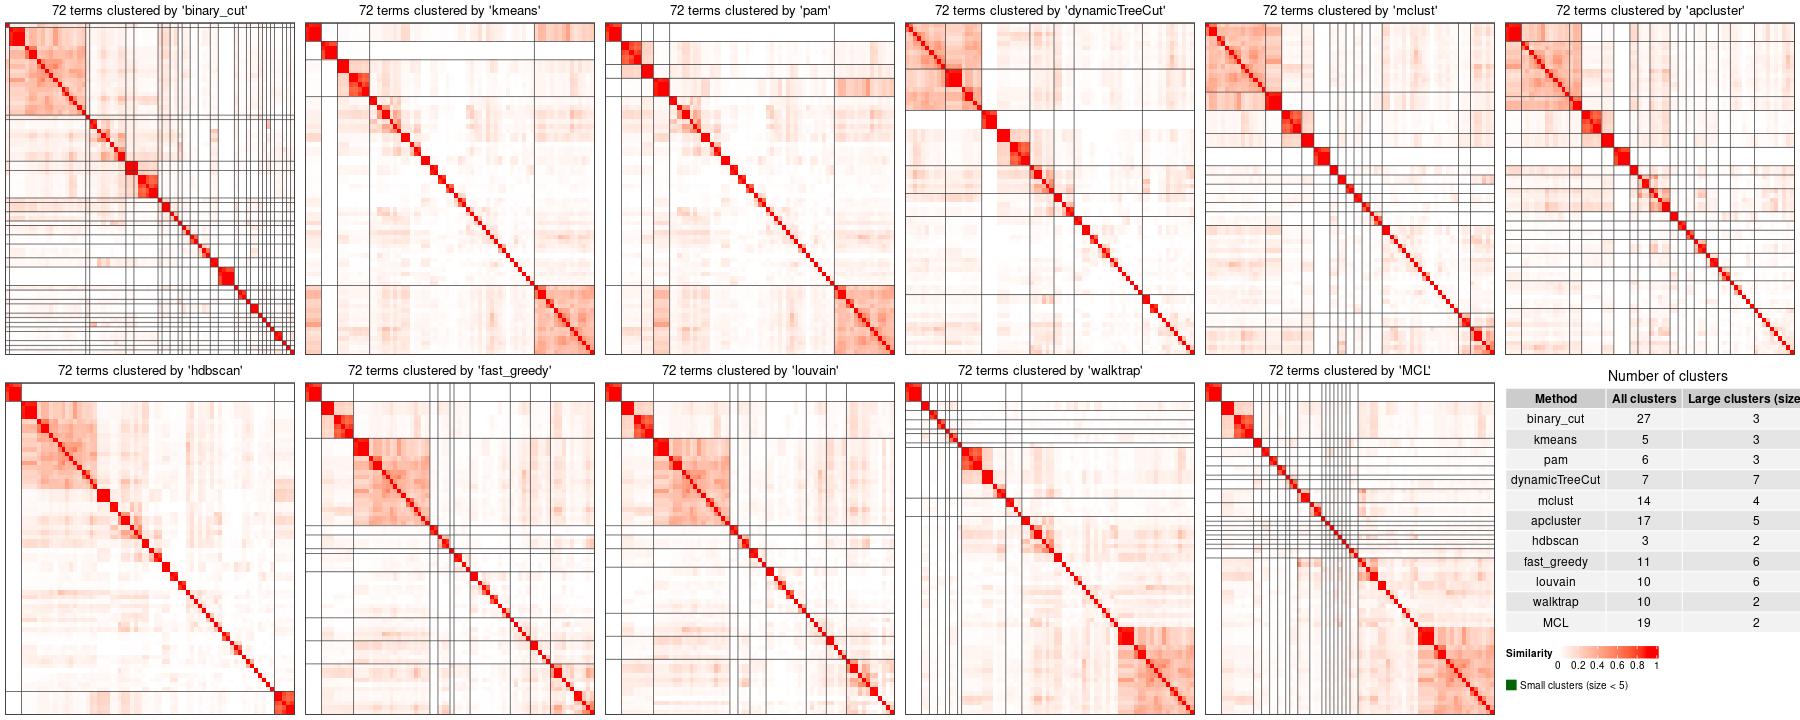 72 terms clustered by 'binary_cut'
72 terms clustered by 'kmeans'
72 terms clustered by 'pam'
72 terms clustered by 'dynamicTreeCut'
72 terms clustered by 'mclust'
72 terms clustered by 'apcluster'
72 terms clustered by 'hdbscan'
72 terms clustered by 'fast_greedy'
72 terms clustered by 'louvain'
72 terms clustered by 'walktrap'
72 terms clustered by 'MCL'
Number of clusters
Method All clusters Large clusters (size
binary_cut 27 3
kmeans 5 3
pam 6 3
dynamicTreeCut 7 7
mclust 14 4
apcluster 17 5
hdbscan 3 2
fast_greedy 11 6
louvain 10 6
walktrap 10 2
MCL 19 2
Similarity
0 0.2 0.4 0.6 0.8 1
Small clusters (size < 5)